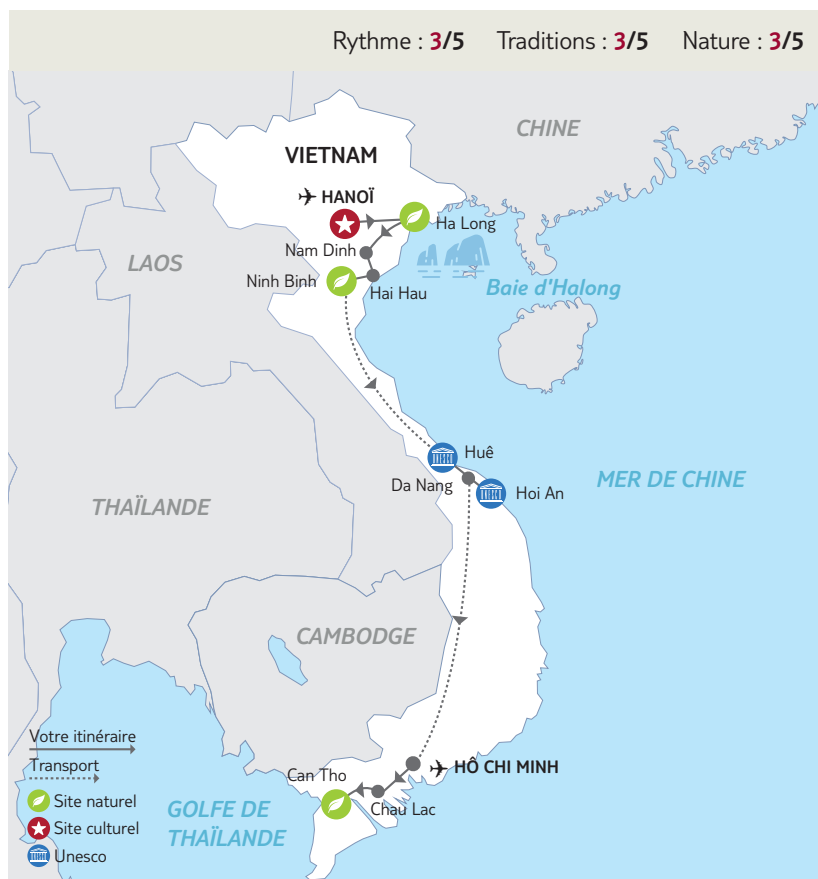 Rythme : 3/5 Traditions : 3/5 Nature : 3/5
CHINE
VIETNAM
HANOÏ
Ha Long
Nam Dinh
LAOS
Ninh Binh
Hai Hau
Baie d'Halong
Huê
Da Nang
Hoi An
MER DE CHINE
THAÏLANDE
CAMBODGE
Votre itinéraire
Transport
Site naturel
Site culturel
Unesco
Can Tho
HÔ CHI MINH
Chau Lac
GOLFE DE
THAÏLANDE